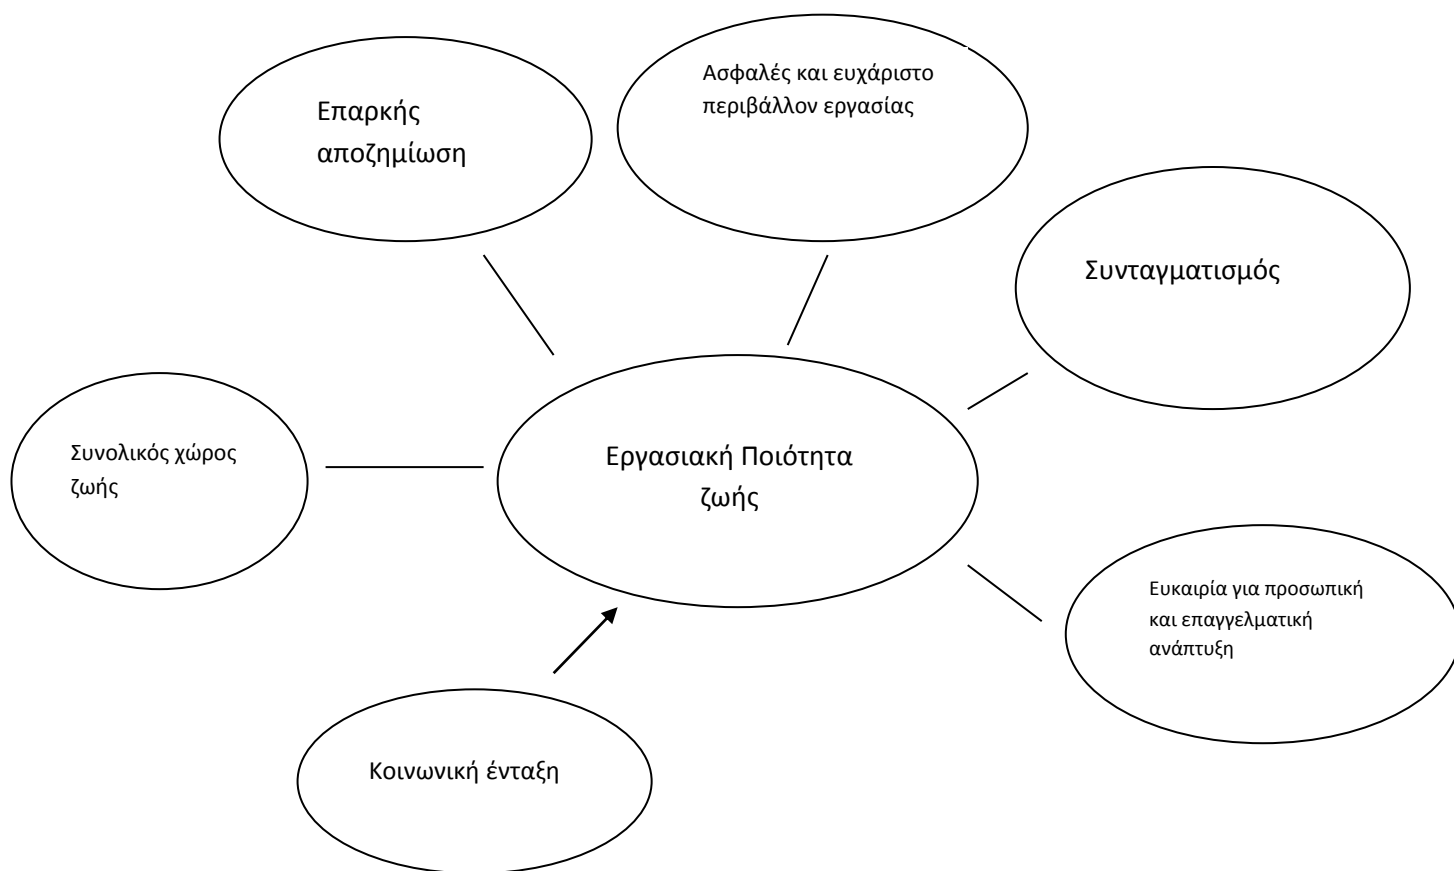 Επαρκής
αποζημίωση
Ασφαλές και ευχάριστο
περιβάλλον εργασίας
Συνταγματισμός
Συνολικός χώρος
ζωής
Εργασιακή Ποιότητα
ζωής
Ευκαιρία για προσωπική
και επαγγελματική
ανάπτυξη
Κοινωνική ένταξη